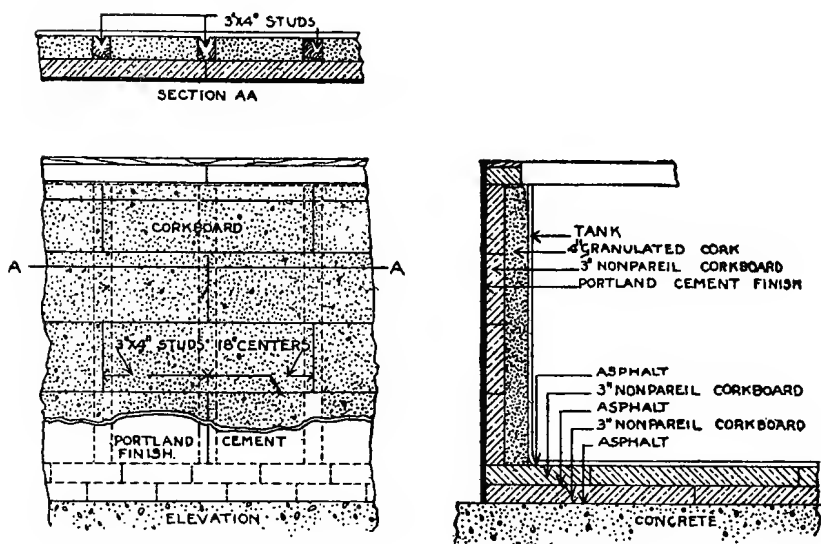 3"X4" STUDS
SECTION AA
CORKBOARD
A A
3"X4" STUDS 18" CENTERS
PORTLAND CEMENT
FINISH.
ELEVATION
TANK
4" GRANULATED CORK
3" NONPAREIL CORKBOARD
PORTLAND CEMENT FINISH
ASPHALT
3" NONPAREIL CORKBOARD
ASPHALT
3" NONPAREIL CORKBOARD
ASPHALT
CONCRETE